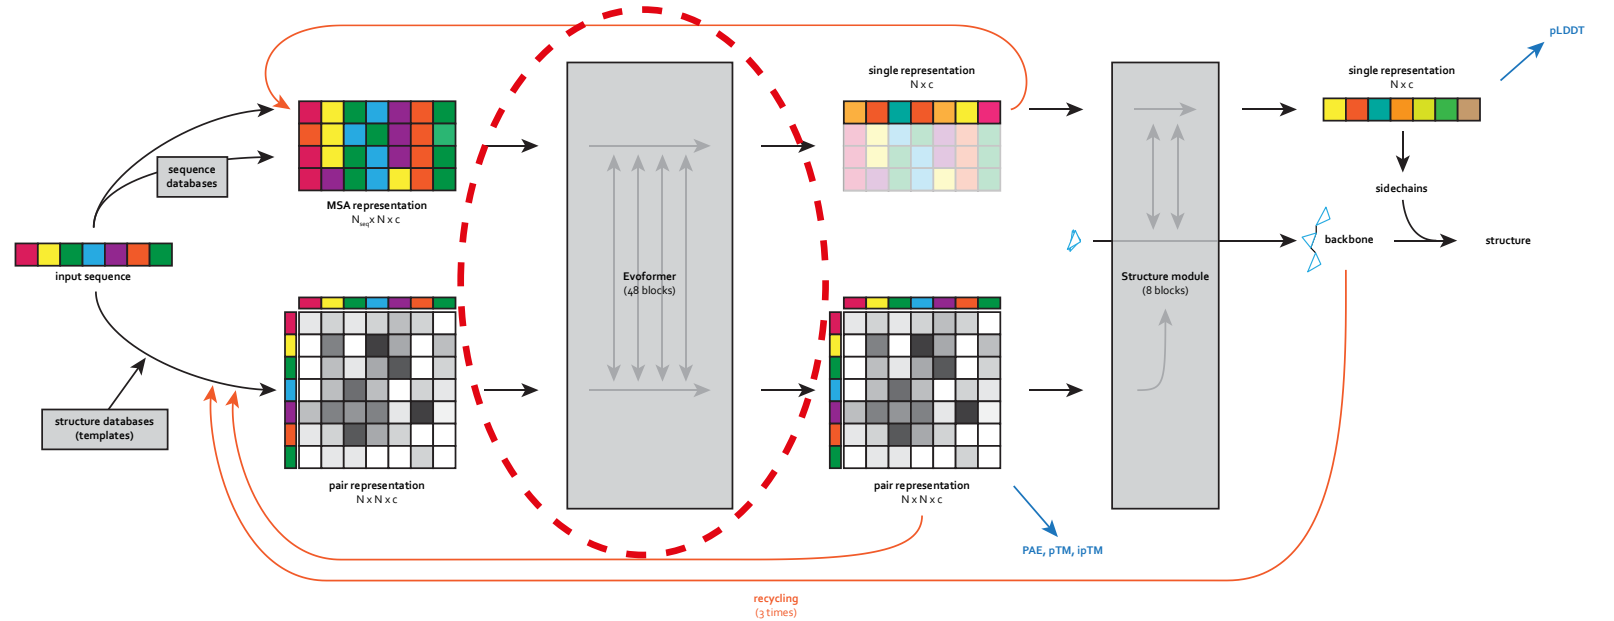 pLDDT
single representation
N x c
single representation
N x c
sequence
databases
MSA representation
Nseq x N x c
sidechains
input sequence
backbone
structure
Evoformer
(48 blocks)
Structure module
(8 blocks)
structure databases
(templates)
pair representation
N x N x c
pair representation
N x N x c
PAE, pTM, ipTM
recycling
(3 times)